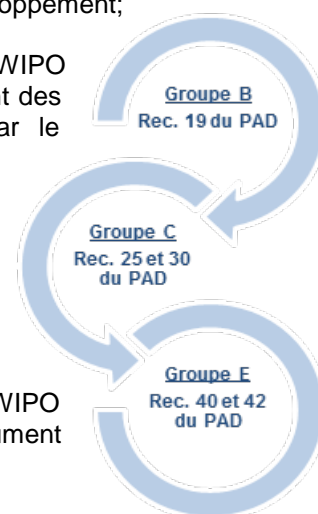 oppement;
WIPO
nt des
ar le
Groupe B
Rec. 19 du PAD
Groupe C
Rec. 25 et 30
du PAD
Groupe E
Rec. 40 et 42
du PAD
WIPO
ument